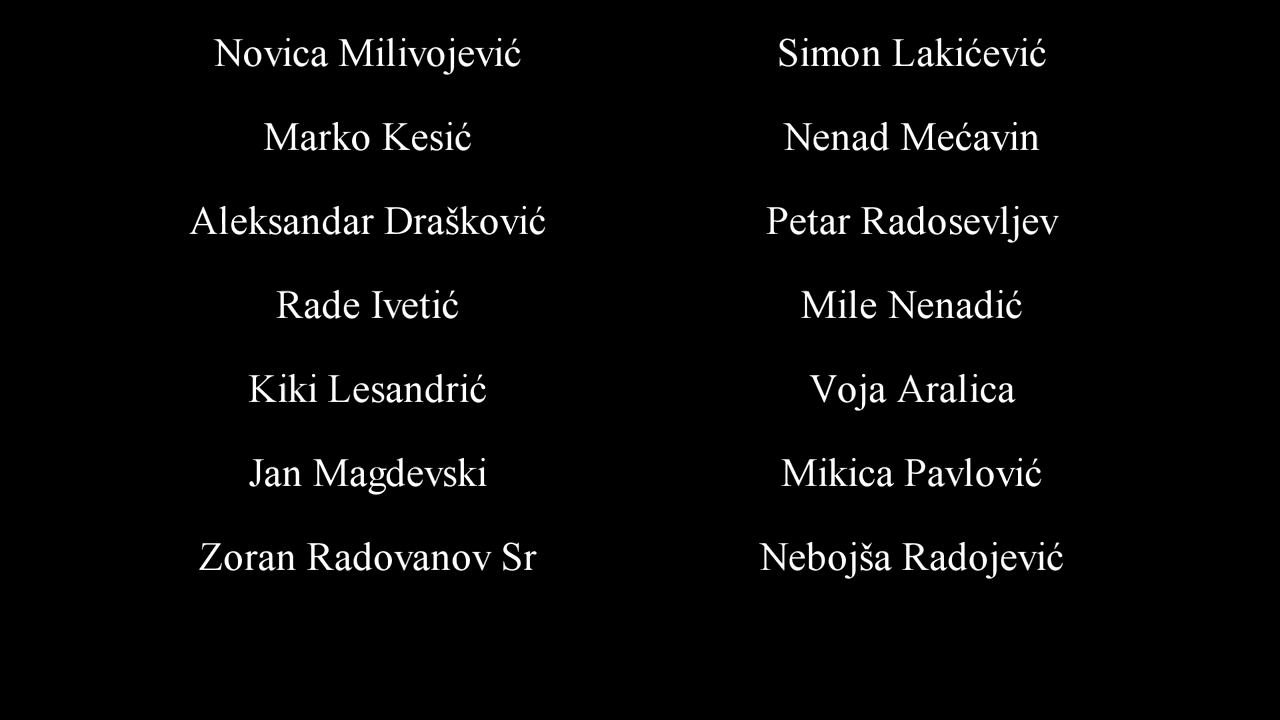 Novica Milivojević Simon Lakićević
Marko Kesić Nenad Mećavin
Aleksandar Drašković Petar Radosevljev
Rade Ivetić Mile Nenadić
Kiki Lesandrić Voja Aralica
Jan Magdevski Mikica Pavlović
Zoran Radovanov Sr Nebojša Radojević